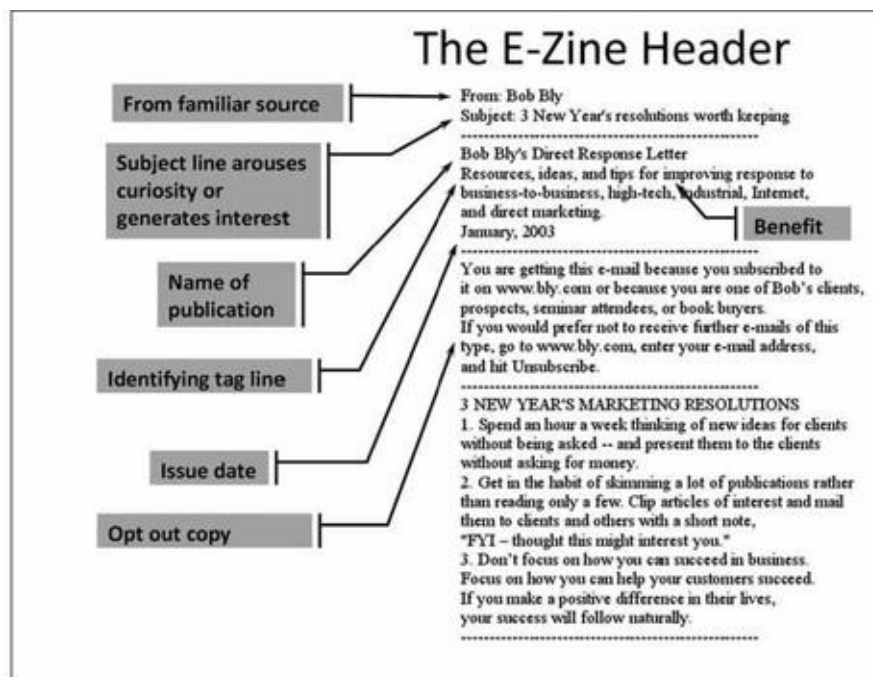 The E-Zine Header
From familiar source
Subject line arouses
curiosity or
generates interest
Name of
publication
Identifying tag line
Issue date
Opt out copy
Benefit
From: Bob Bly
Subject: 3 New Year's resolutions worth keeping
-----------------------------------------------------
Bob Bly's Direct Response Letter
Resources, ideas, and tips for improving response to
business-to-business, high-tech, industrial, Internet,
and direct marketing.
January, 2003
-----------------------------------------------------
You are getting this e-mail because you subscribed to
it on www.bly.com or because you are one of Bob's clients,
prospects, seminar attendees, or book buyers.
If you would prefer not to receive further e-mails of this
type, go to www.bly.com, enter your e-mail address,
and hit Unsubscribe.
-----------------------------------------------------
3 NEW YEAR'S MARKETING RESOLUTIONS
1. Spend an hour a week thinking of new ideas for clients
without being asked -- and present them to the clients
without asking for money.
2. Get in the habit of skimming a lot of publications rather
than reading only a few. Clip articles of interest and mail
them to clients and others with a short note,
"FYI – thought this might interest you."
3. Don't focus on how you can succeed in business.
Focus on how you can help your customers succeed.
If you make a positive difference in their lives,
your success will follow naturally.
-----------------------------------------------------